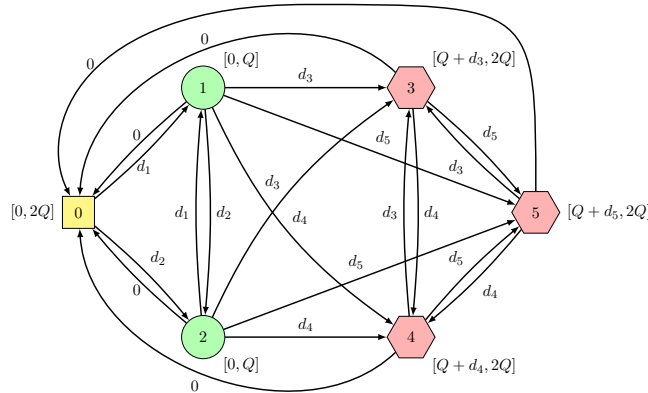 0
[0, Q]
[Q + d3, 2Q]
1
d3
3
0
0
d5
d5
d1
d3
d3
d4
[0, 2Q]
0
d1
d2
d3
d4
5
[Q + d5, 2Q]
d2
d5
d5
0
d4
2
d4
4
[0, Q]
[Q + d4, 2Q]
0